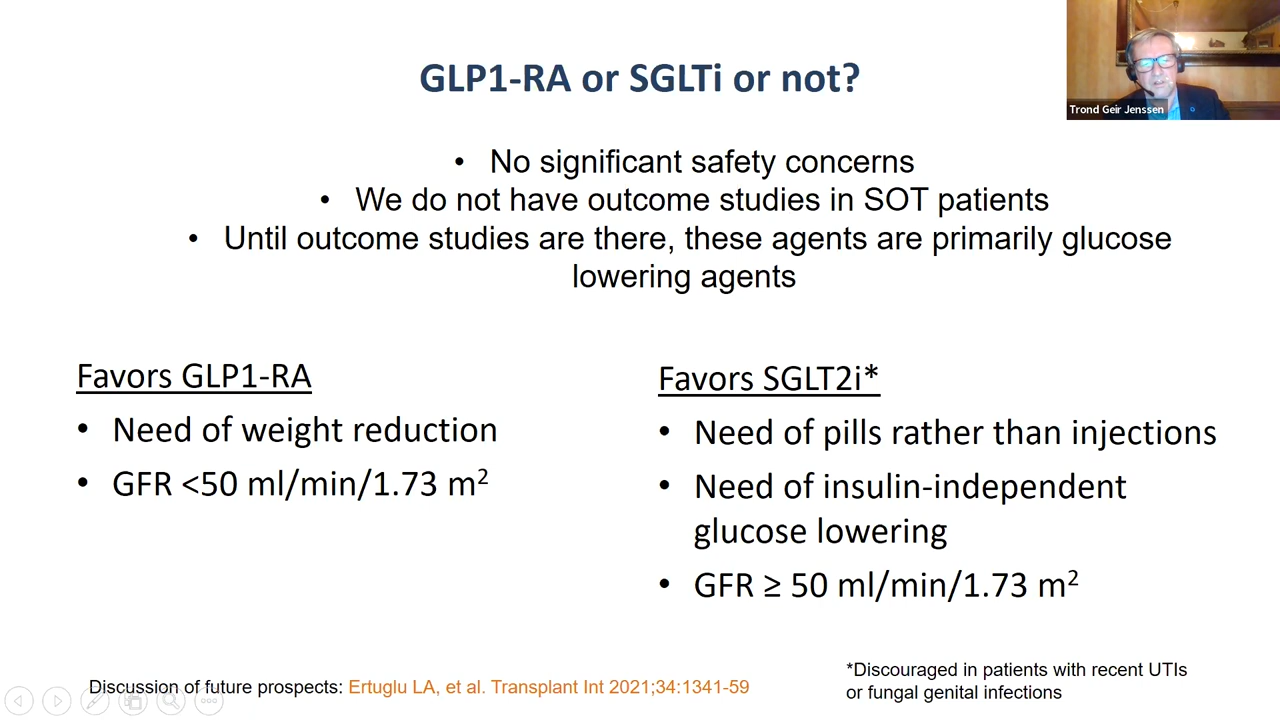 GLP1-RA or SGLTi or not?
Trond Geir Jenssen
• No significant safety concerns
• We do not have outcome studies in SOT patients
• Until outcome studies are there, these agents are primarily glucose
lowering agents
Favors GLP1-RA
• Need of weight reduction
• GFR <50 ml/min/1.73 m²
Favors SGLT2i*
• Need of pills rather than injections
• Need of insulin-independent
glucose lowering
• GFR ≥ 50 ml/min/1.73 m²
Discussion of future prospects: Ertuglu LA, et al. Transplant Int 2021;34:1341-59
*Discouraged in patients with recent UTIs
or fungal genital infections